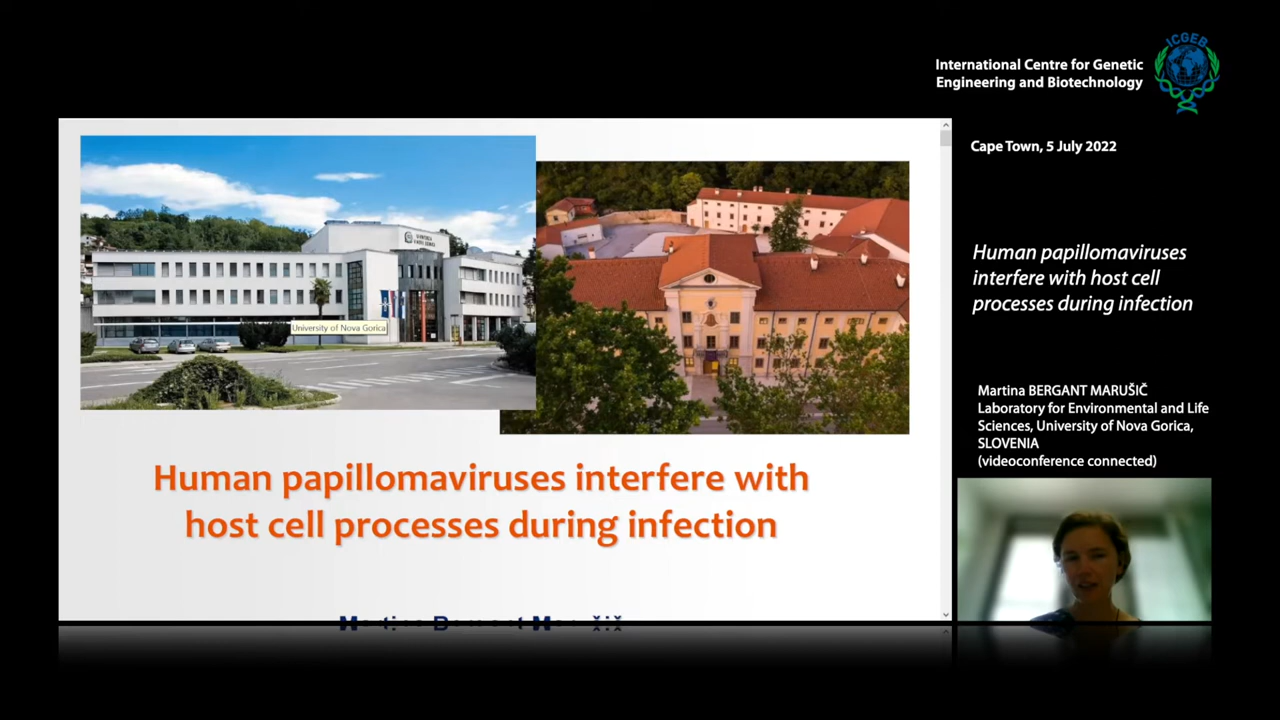 ICGEB
International Centre for Genetic
Engineering and Biotechnology
Cape Town, 5 July 2022
University of Nova Gorica
Human papillomaviruses interfere with
host cell processes during infection
Human papillomaviruses
interfere with host cell
processes during infection
Martina BERGANT MARUŠIČ
Laboratory for Environmental and Life
Sciences, University of Nova Gorica,
SLOVENIA
(videoconference connected)